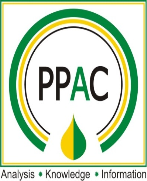 PPAC
Analysis • Knowledge • Information